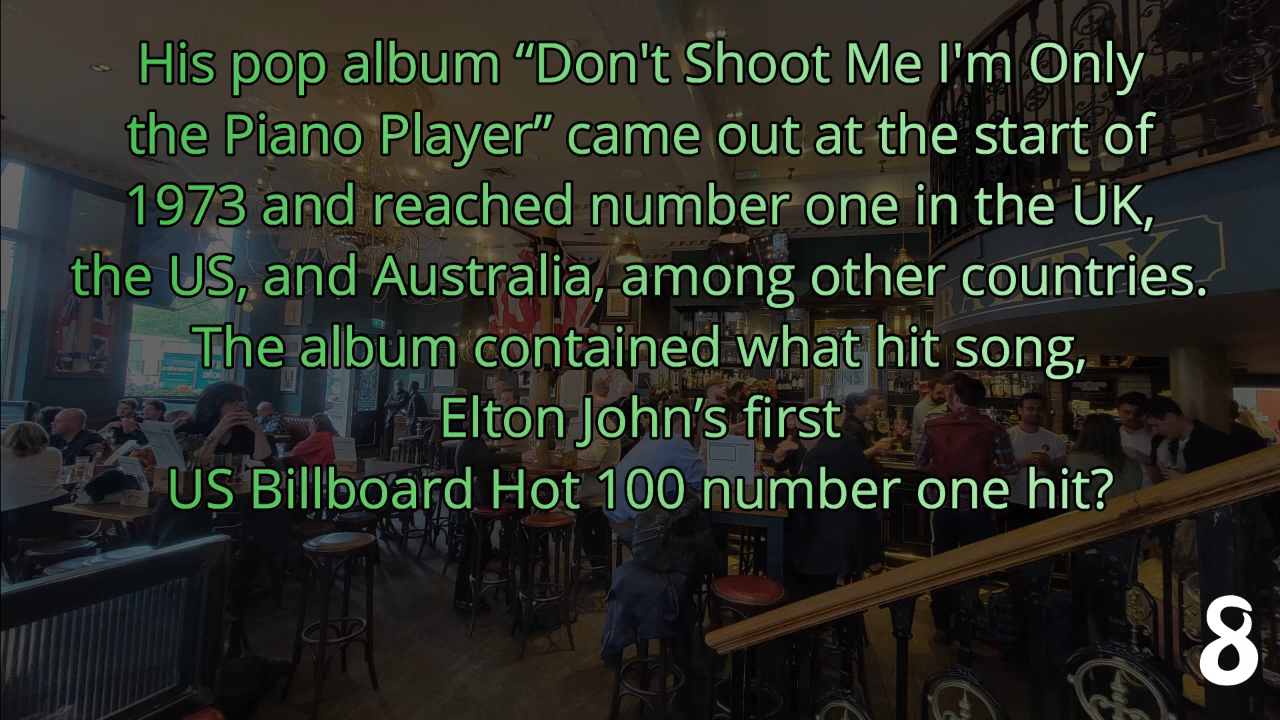 His pop album “Don't Shoot Me I'm Only
the Piano Player” came out at the start of
1973 and reached number one in the UK,
the US, and Australia, among other countries.
The album contained what hit song,
Elton John’s first
US Billboard Hot 100 number one hit?
8